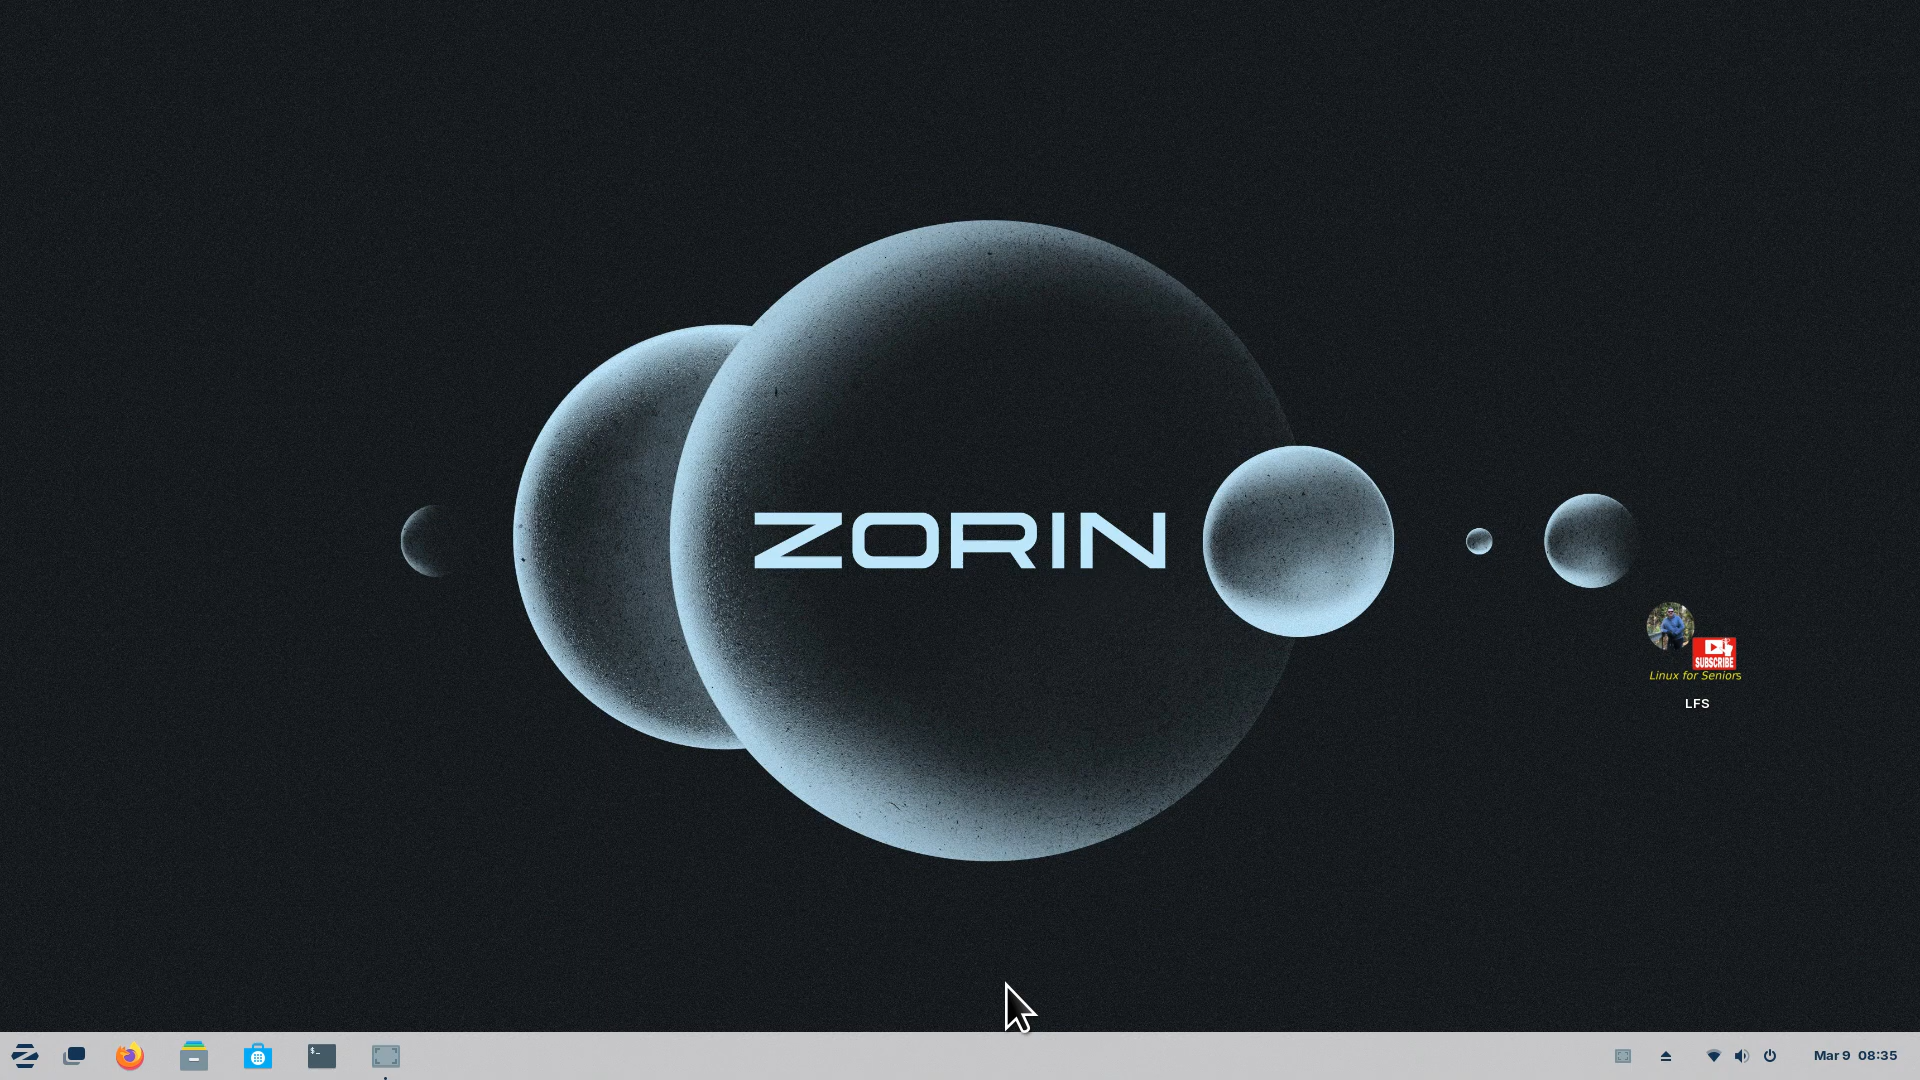 ZORIN
SUBSCRIBE
Linux for Seniors
LFS
$_
Mar 9 08:35